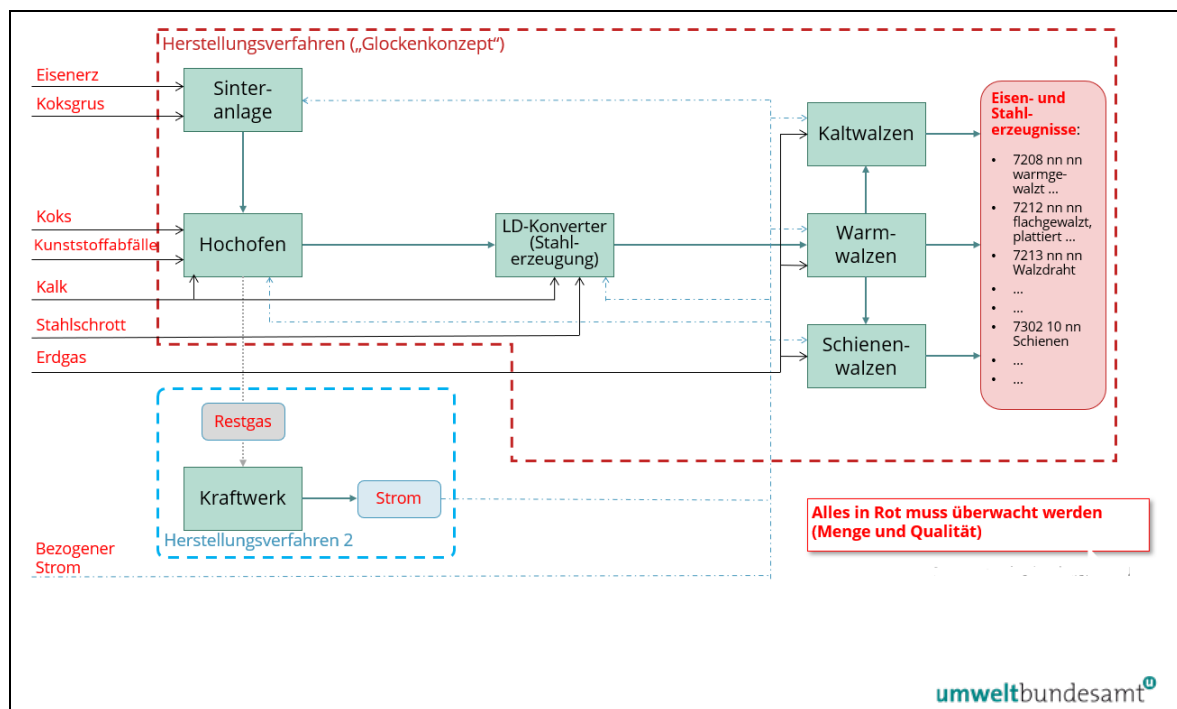 Herstellungsverfahren („Glockenkonzept“)
Eisenerz
Koksgrus
Sinter-
anlage
Kaltwalzen
Eisen- und
Stahl-
erzeugnisse:
• 7208 nn nn
warmge-
walzt ...
• 7212 nn nn
flachgewalzt,
plattiert ...
• 7213 nn nn
Walzdraht
• ...
• ...
• 7302 10 nn
Schienen
• ...
• ...
Koks
Kunststoffabfälle
Kalk
Stahlschrott
Erdgas
Hochofen
LD-Konverter
(Stahl-
erzeugung)
Warm-
walzen
Schienen-
walzen
Restgas
Kraftwerk
Strom
Herstellungsverfahren 2
Bezogener
Strom
Alles in Rot muss überwacht werden
(Menge und Qualität)
umweltbundesamt